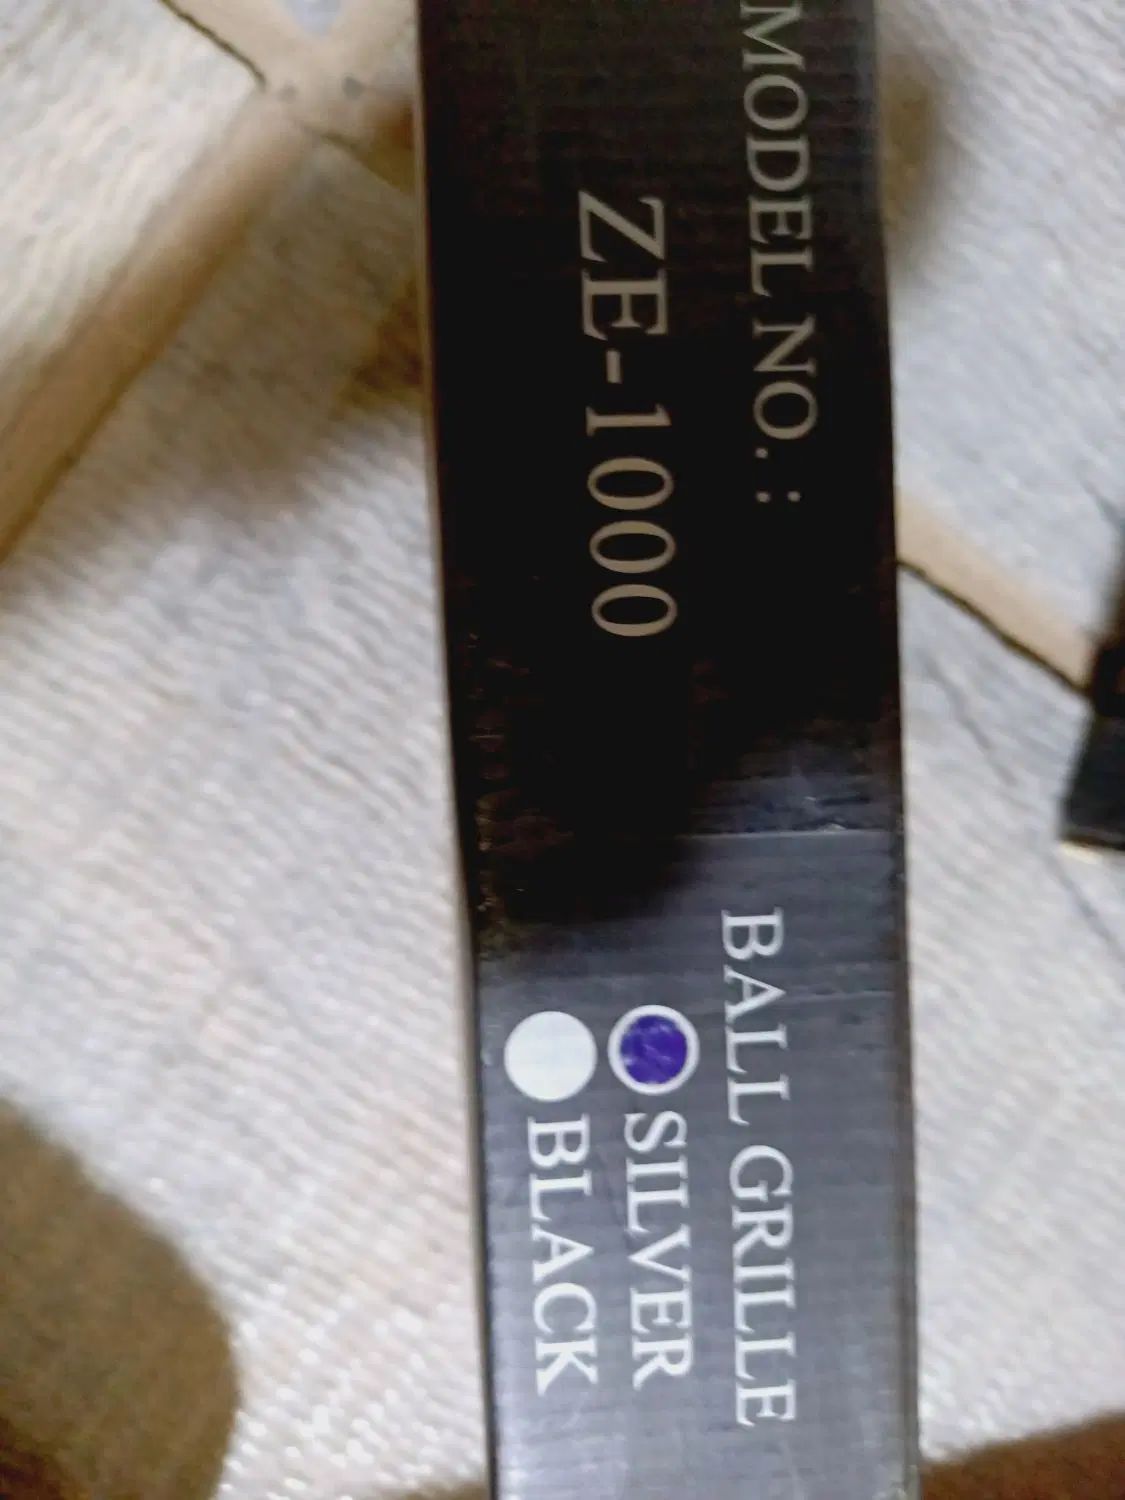 MODEL NO. :
ZE-1000
BALL GRILLE
SILVER
BLACK